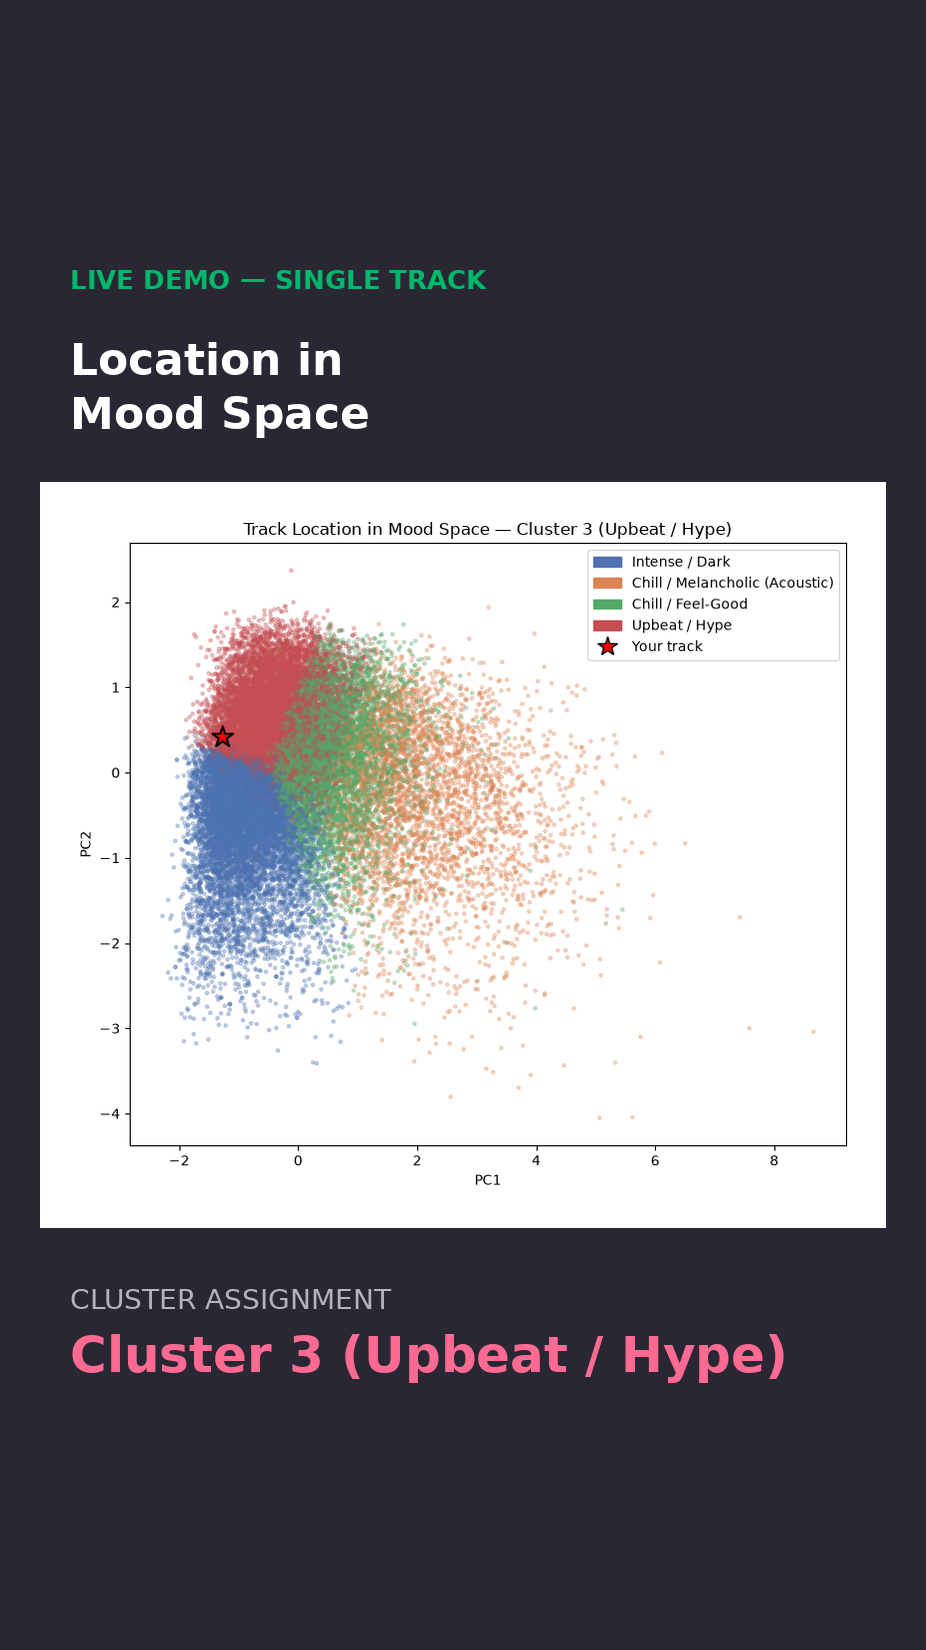 LIVE DEMO — SINGLE TRACK
Location in
Mood Space
Track Location in Mood Space — Cluster 3 (Upbeat / Hype)
Intense / Dark
Chill / Melancholic (Acoustic)
Chill / Feel-Good
Upbeat / Hype
Your track
2
1
0
−1
−2
−3
−4
PC2
−2 0 2 4 6 8
PC1
CLUSTER ASSIGNMENT
Cluster 3 (Upbeat / Hype)